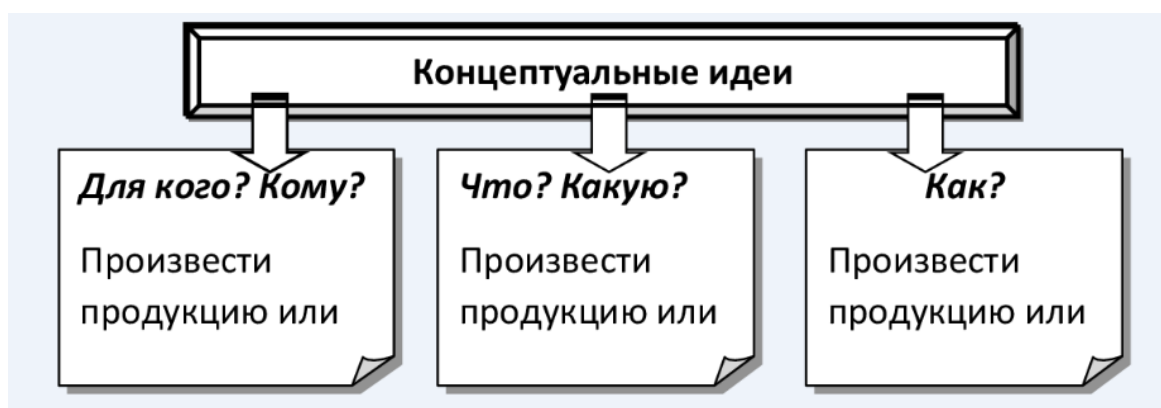 Концептуальные идеи
Для кого? Кому?
Произвести
продукцию или
Что? Какую?
Произвести
продукцию или
Как?
Произвести
продукцию или